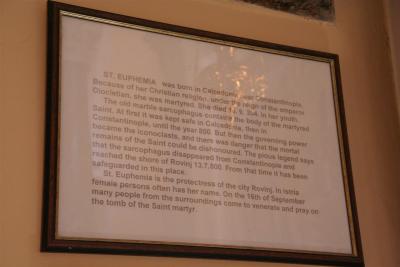 ST. EUPHEMIA was born in Calcedonia near Constantinople.
Because of her Christian religion, under the reign of the emperor
Diocletian, she was martyred. She died 16.9. 304. in her youth.
The old marble sarcophagus contains the body of the martyred
Saint. At first it was kept safe in Calcedonia, then in
Constantinople, until the year 800. But then the governing power
became the iconoclasts, and there was danger that the mortal
remains of the Saint could be dishonoured. The pious legend says
that the sarcophagus disappeared from Constantinople and
reached the shore of Rovinj 13.7.800. From that time it has been
safeguarded in this place.
St. Euphemia is the protectress of the city Rovinj. In Istria
female persons often has her name. On the 16th of September
many people from the surroundings come to venerate and pray on
the tomb of the Saint martyr.